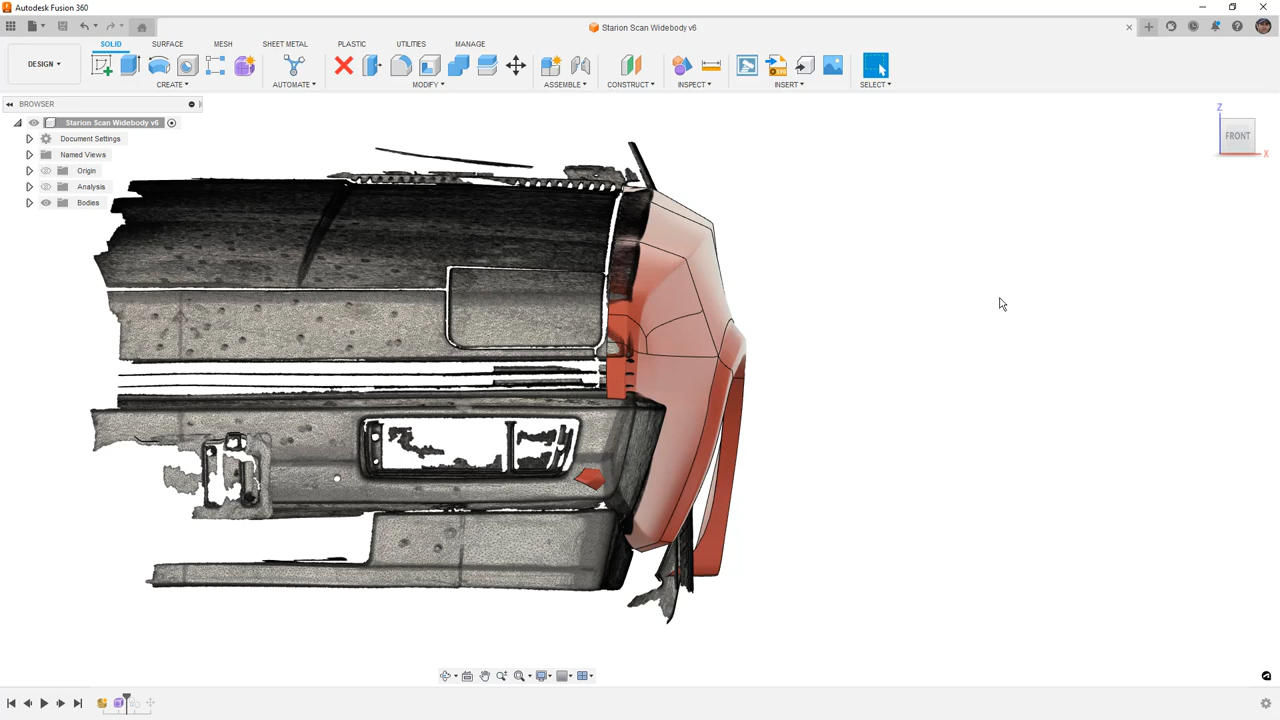 Autodesk Fusion 360
Starion Scan Widebody v6
SOLID SURFACE MESH SHEET METAL PLASTIC UTILITIES MANAGE
DESIGN
CREATE AUTOMATE MODIFY ASSEMBLE CONSTRUCT INSPECT INSERT SELECT
BROWSER
Starion Scan Widebody v6
Document Settings
Named Views
Origin
Analysis
Bodies
Z
FRONT
X